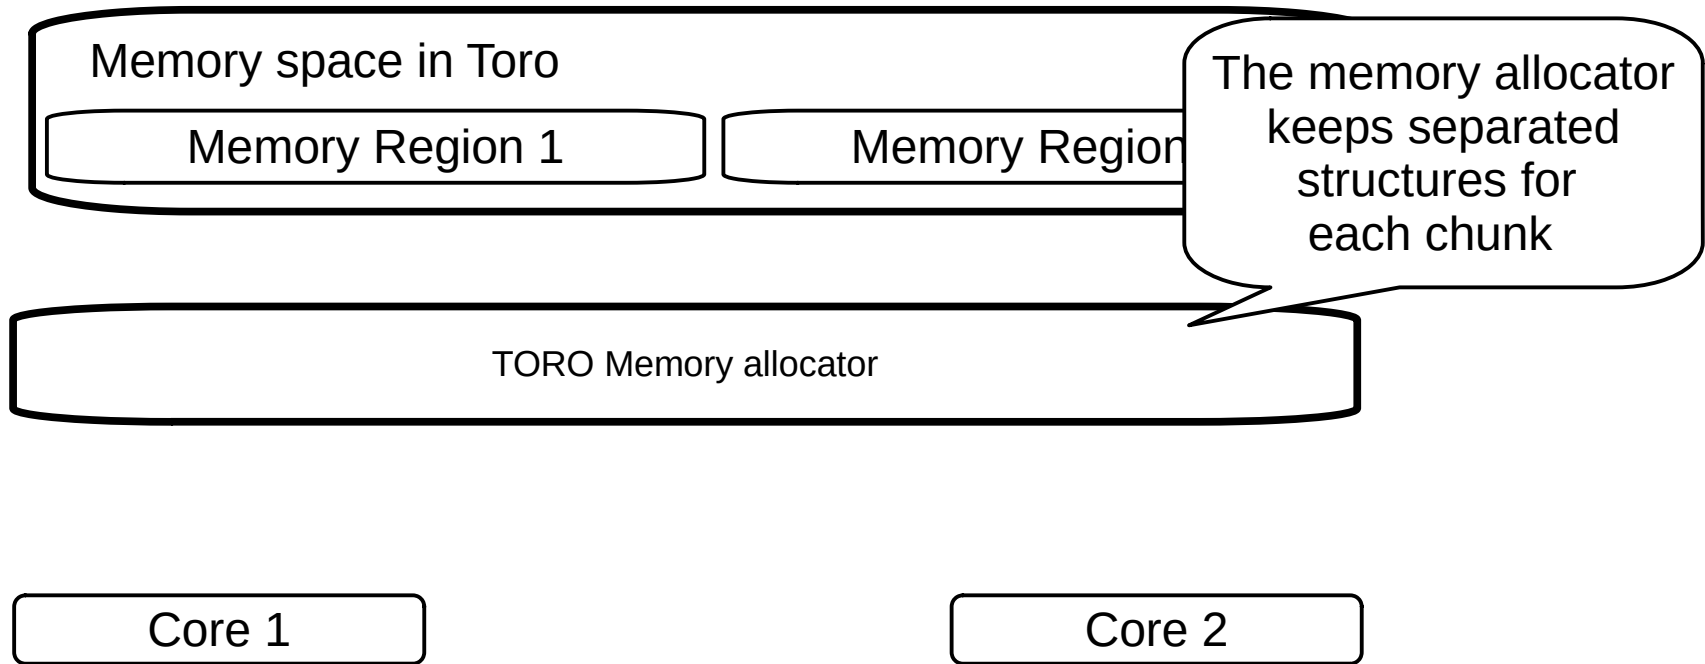 Memory space in Toro
Memory Region 1
Memory Region
The memory allocator
keeps separated
structures for
each chunk
TORO Memory allocator
Core 1
Core 2